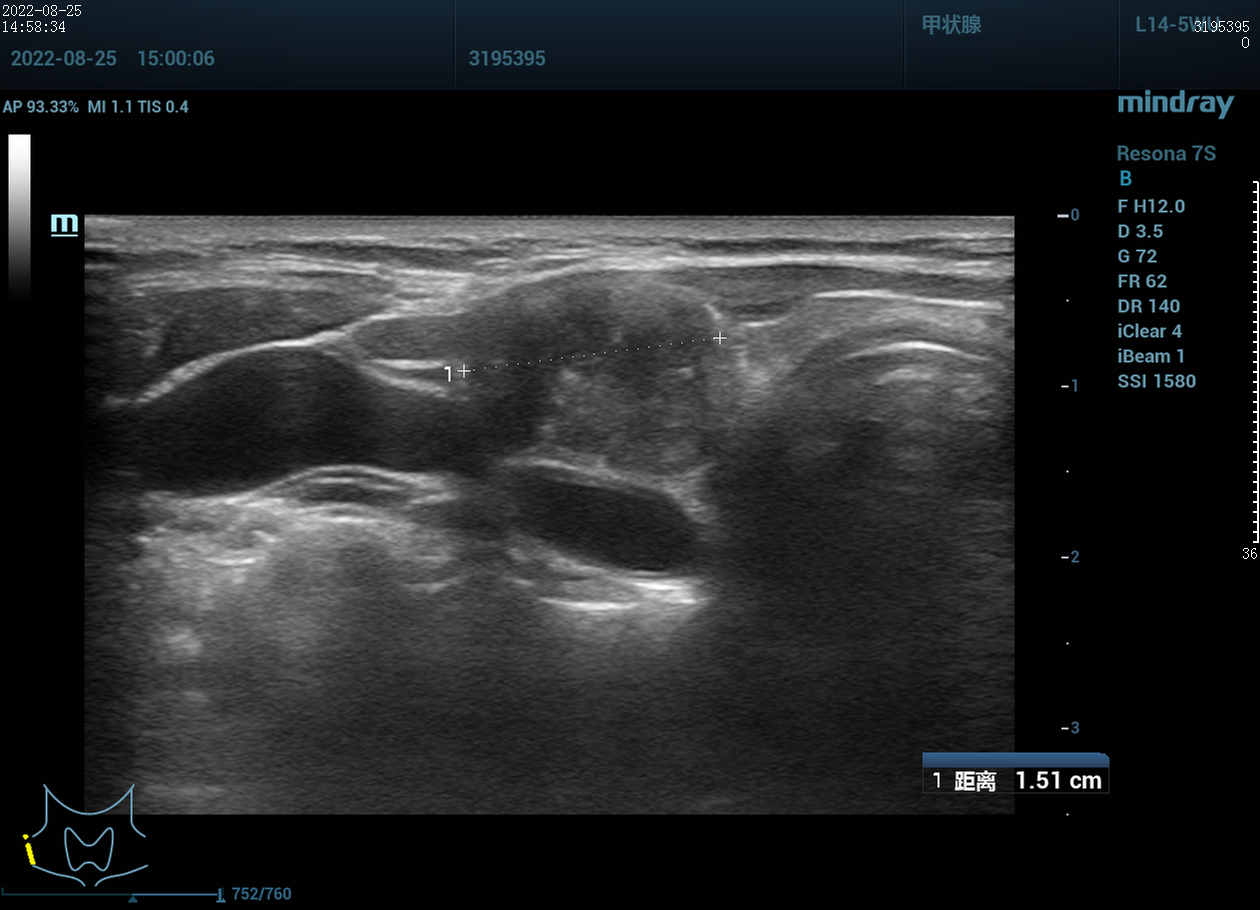 2022-08-25
14:58:34
2022-08-25 15:00:06
3195395
甲状腺
L14-5WU
3195395
0
AP 93.33% MI 1.1 TIS 0.4
mindray
Resona 7S
B
F H12.0
D 3.5
G 72
FR 62
DR 140
iClear 4
iBeam 1
SSI 1580
m
0
1
1
2
36
3
1 距离 1.51 cm
752/760